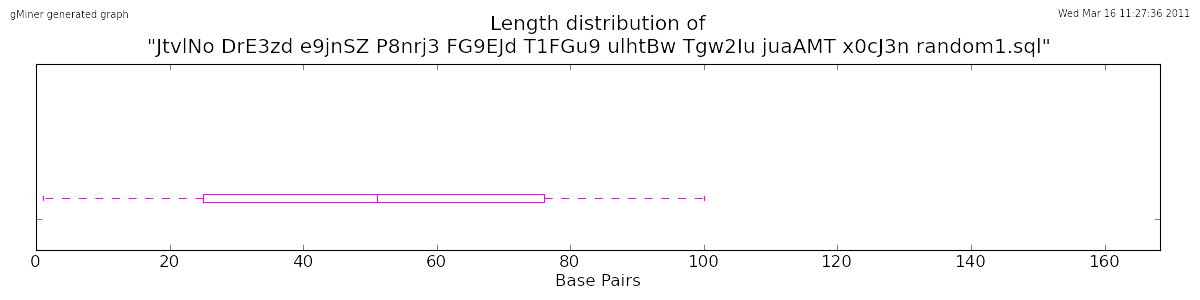 gMiner generated graph
Wed Mar 16 11:27:36 2011
Length distribution of
"JtvlNo DrE3zd e9jnSZ P8nrj3 FG9EJd T1FGu9 ulhtBw Tgw2Iu juaAMT x0cJ3n random1.sql"
0 20 40 60 80 100 120 140 160
Base Pairs